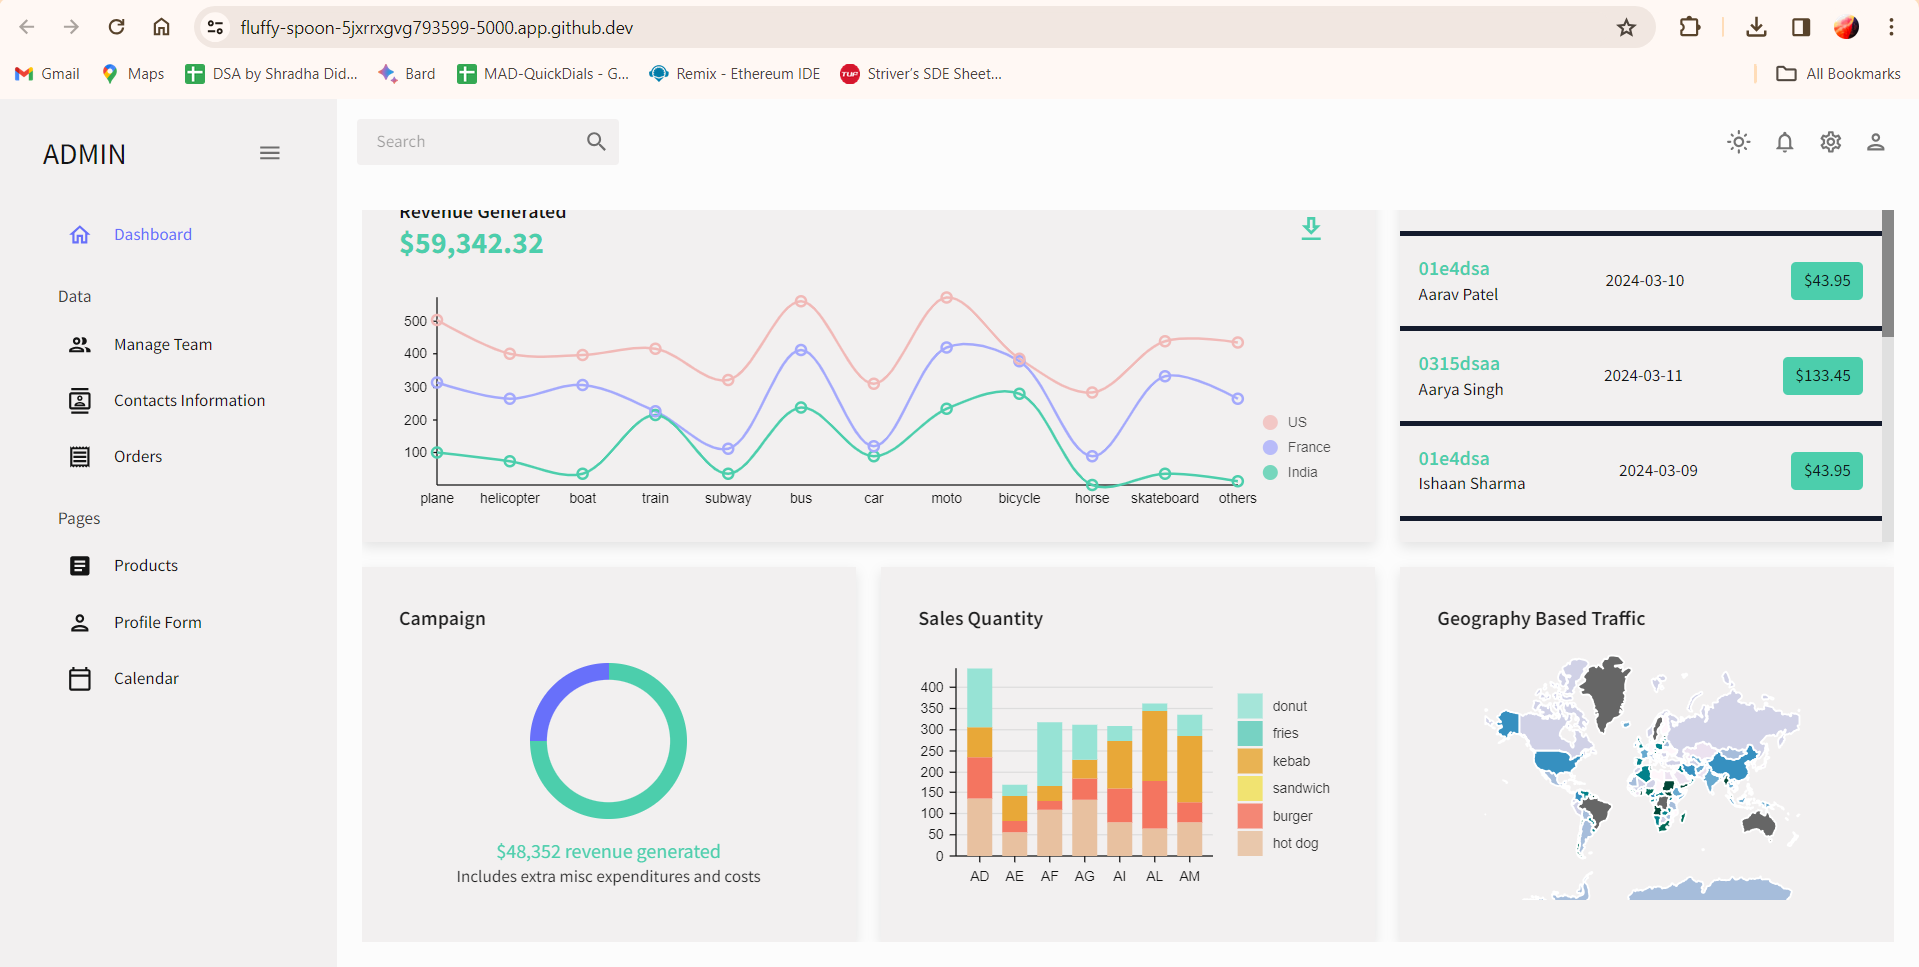 fluffy-spoon-5jxrrxgvg793599-5000.app.github.dev
Gmail Maps DSA by Shradha Did... Bard MAD-QuickDials - G... Remix - Ethereum IDE TUF Striver's SDE Sheet... All Bookmarks
ADMIN
Search
Dashboard
Data
Manage Team
Contacts Information
Orders
Pages
Products
Profile Form
Calendar
Revenue Generated
$59,342.32
500
400
300
200
100
plane helicopter boat train subway bus car moto bicycle horse skateboard others
US
France
India
01e4dsa
Aarav Patel
2024-03-10
$43.95
0315dsaa
Aarya Singh
2024-03-11
$133.45
01e4dsa
Ishaan Sharma
2024-03-09
$43.95
Campaign
$48,352 revenue generated
Includes extra misc expenditures and costs
Sales Quantity
400
350
300
250
200
150
100
50
0
AD AE AF AG AI AL AM
donut
fries
kebab
sandwich
burger
hot dog
Geography Based Traffic